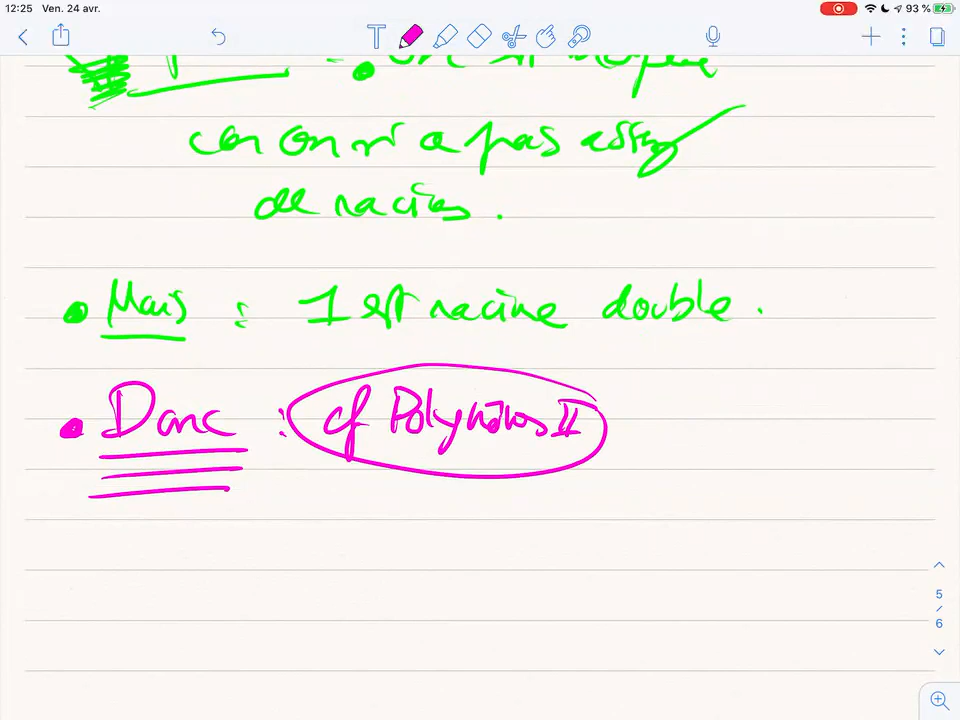 12:25 Ven. 24 avr. 93 %
car on n'a pas assez
de racines.
• Mais : 1 est racine double.
• Donc : cf Polynômes II
5
/
6